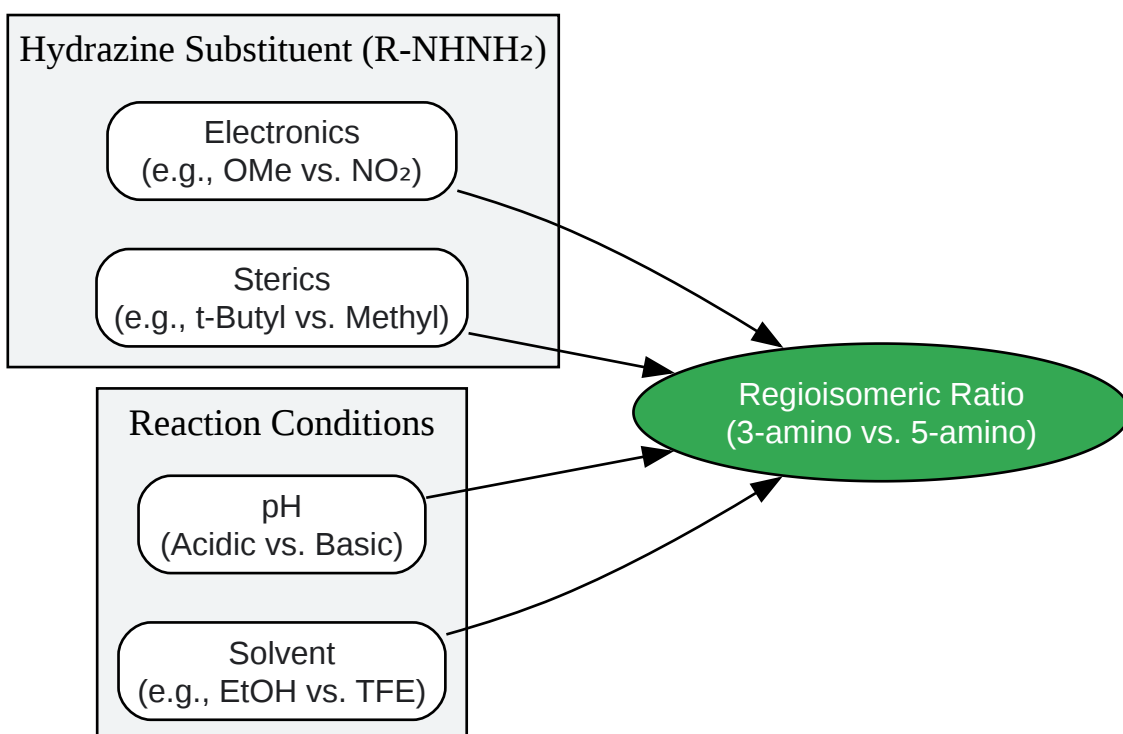 Hydrazine Substituent (R-NHNH₂)
Electronics
(e.g., OMe vs. NO₂)
Sterics
(e.g., t-Butyl vs. Methyl)
Reaction Conditions
pH
(Acidic vs. Basic)
Solvent
(e.g., EtOH vs. TFE)
Regioisomeric Ratio
(3-amino vs. 5-amino)